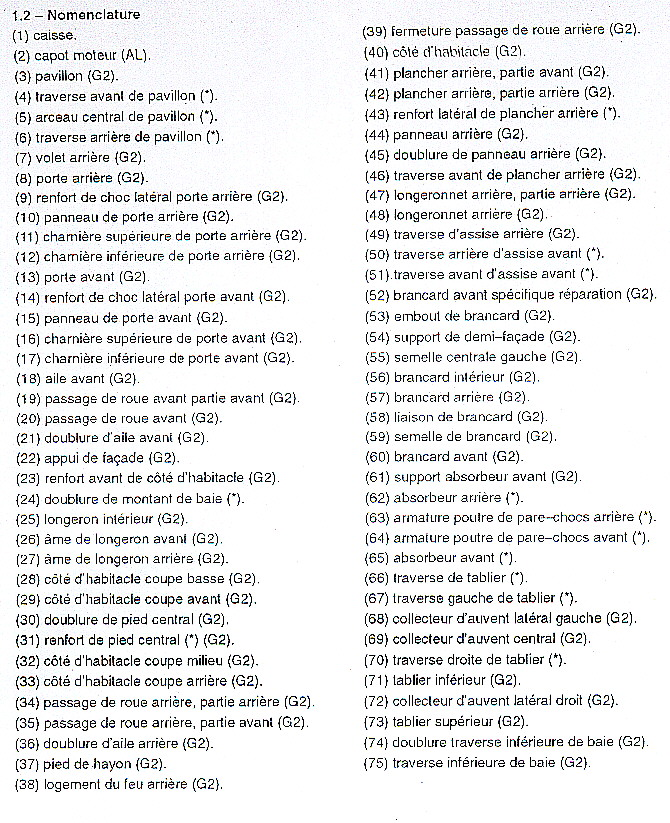 1.2 – Nomenclature
(1) caisse.
(2) capot moteur (AL).
(3) pavillon (G2).
(4) traverse avant de pavillon (*).
(5) arceau central de pavillon (*).
(6) traverse arrière de pavillon (*).
(7) volet arrière (G2).
(8) porte arrière (G2).
(9) renfort de choc latéral porte arrière (G2).
(10) panneau de porte arrière (G2).
(11) charnière supérieure de porte arrière (G2).
(12) charnière inférieure de porte arrière (G2).
(13) porte avant (G2).
(14) renfort de choc latéral porte avant (G2).
(15) panneau de porte avant (G2).
(16) charnière supérieure de porte avant (G2).
(17) charnière inférieure de porte avant (G2).
(18) aile avant (G2).
(19) passage de roue avant partie avant (G2).
(20) passage de roue avant (G2).
(21) doublure d'aile avant (G2).
(22) appui de façade (G2).
(23) renfort avant de côté d'habitacle (G2).
(24) doublure de montant de baie (*).
(25) longeron intérieur (G2).
(26) âme de longeron avant (G2).
(27) âme de longeron arrière (G2).
(28) côté d'habitacle coupe basse (G2).
(29) côté d'habitacle coupe avant (G2).
(30) doublure de pied central (G2).
(31) renfort de pied central (*) (G2).
(32) côté d'habitacle coupe milieu (G2).
(33) côté d'habitacle coupe arrière (G2).
(34) passage de roue arrière, partie arrière (G2).
(35) passage de roue arrière, partie avant (G2).
(36) doublure d'aile arrière (G2).
(37) pied de hayon (G2).
(38) logement du feu arrière (G2).
(39) fermeture passage de roue arrière (G2).
(40) côté d'habitacle (G2).
(41) plancher arrière, partie avant (G2).
(42) plancher arrière, partie arrière (G2).
(43) renfort latéral de plancher arrière (*).
(44) panneau arrière (G2).
(45) doublure de panneau arrière (G2).
(46) traverse avant de plancher arrière (G2).
(47) longeronnet arrière, partie arrière (G2).
(48) longeronnet arrière (G2).
(49) traverse d'assise arrière (G2).
(50) traverse arrière d'assise avant (*).
(51) traverse avant d'assise avant (*).
(52) brancard avant spécifique réparation (G2).
(53) embout de brancard (G2).
(54) support de demi–façade (G2).
(55) semelle centrale gauche (G2).
(56) brancard intérieur (G2).
(57) brancard arrière (G2).
(58) liaison de brancard (G2).
(59) semelle de brancard (G2).
(60) brancard avant (G2).
(61) support absorbeur avant (G2).
(62) absorbeur arrière (*).
(63) armature poutre de pare–chocs arrière (*).
(64) armature poutre de pare–chocs avant (*).
(65) absorbeur avant (*).
(66) traverse de tablier (*).
(67) traverse gauche de tablier (*).
(68) collecteur d'auvent latéral gauche (G2).
(69) collecteur d'auvent central (G2).
(70) traverse droite de tablier (*).
(71) tablier inférieur (G2).
(72) collecteur d'auvent latéral droit (G2).
(73) tablier supérieur (G2).
(74) doublure traverse inférieure de baie (G2).
(75) traverse inférieure de baie (G2).